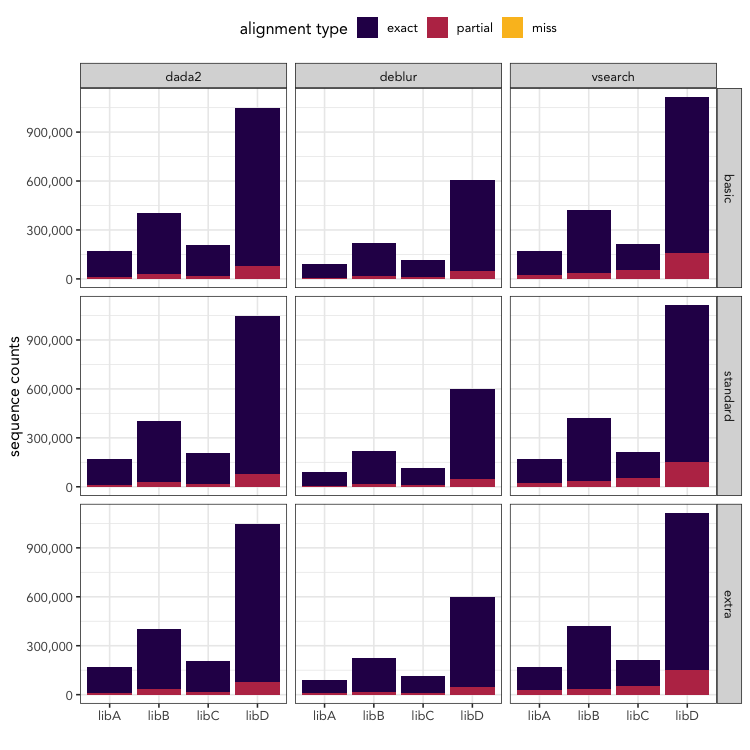 alignment type exact partial miss
dada2 deblur vsearch
900,000
600,000
300,000
0
basic
900,000
600,000
300,000
0
standard
900,000
600,000
300,000
0
extra
sequence counts
libA libB libC libD libA libB libC libD libA libB libC libD